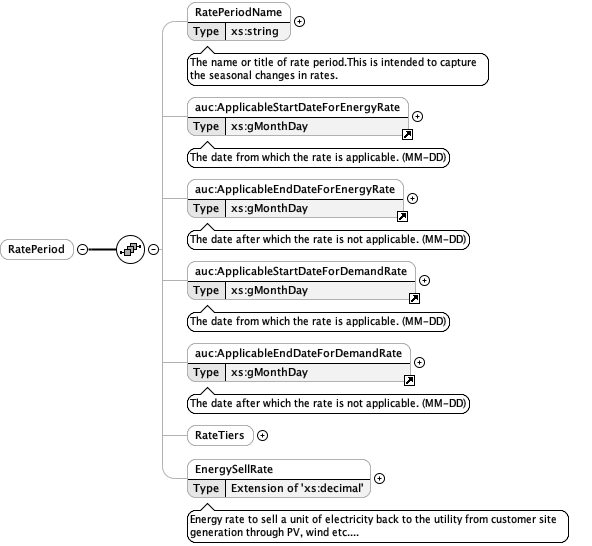 RatePeriodName
Type xs:string
The name or title of rate period.This is intended to capture
the seasonal changes in rates.
auc:ApplicableStartDateForEnergyRate
Type xs:gMonthDay
The date from which the rate is applicable. (MM-DD)
auc:ApplicableEndDateForEnergyRate
Type xs:gMonthDay
The date after which the rate is not applicable. (MM-DD)
RatePeriod
auc:ApplicableStartDateForDemandRate
Type xs:gMonthDay
The date from which the rate is applicable. (MM-DD)
auc:ApplicableEndDateForDemandRate
Type xs:gMonthDay
The date after which the rate is not applicable. (MM-DD)
RateTiers
EnergySellRate
Type Extension of 'xs:decimal'
Energy rate to sell a unit of electricity back to the utility from customer site
generation through PV, wind etc....